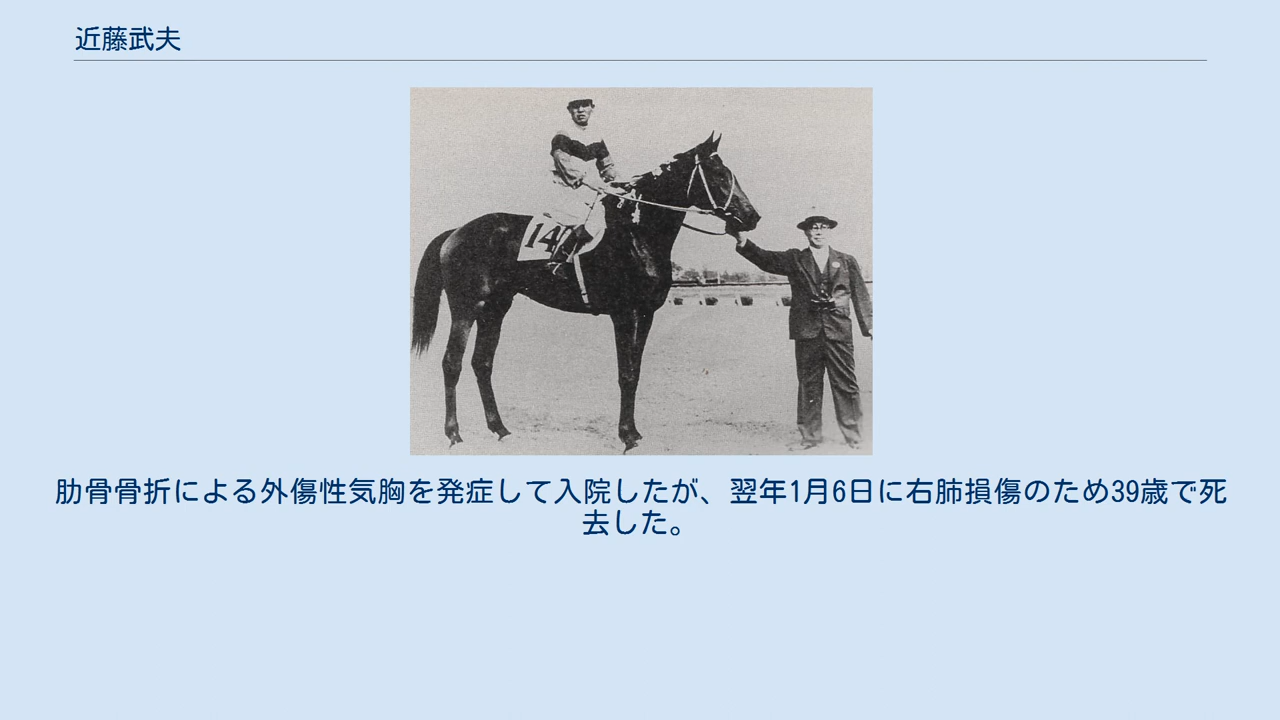 近藤武夫
14
肋骨骨折による外傷性気胸を発症して入院したが、翌年1月6日に右肺損傷のため39歳で死
去した。